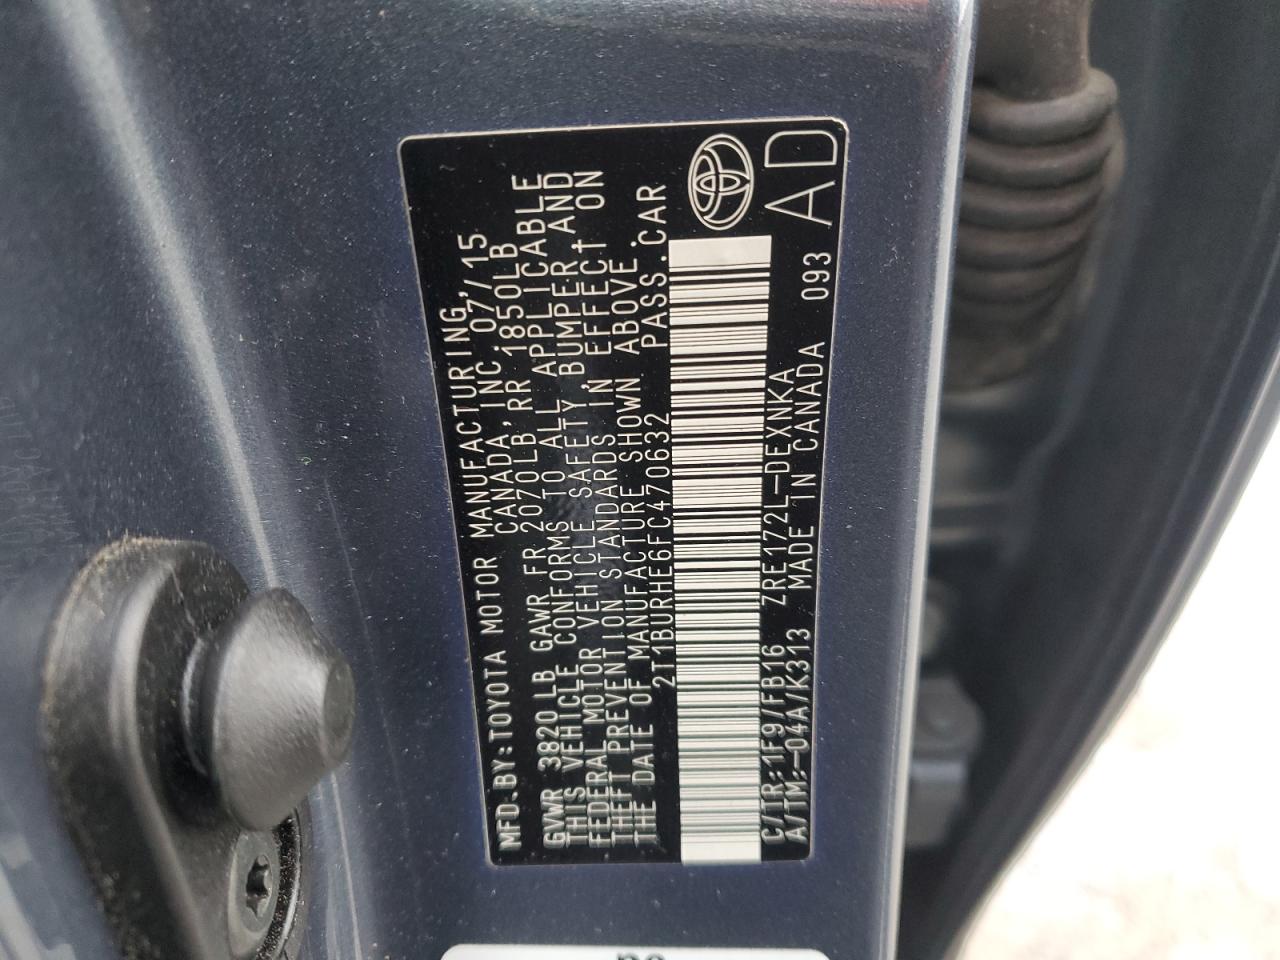 MFD.BY:TOYOTA MOTOR MANUFACTURING,
CANADA,INC. 07/15
GVWR 3820LB GAWR FR 2070LB,RR 1850LB
THIS VEHICLE CONFORMS TO ALL APPLICABLE
FEDERAL MOTOR VEHICLE SAFETY,BUMPER,AND
THEFT PREVENTION STANDARDS IN EFFECT ON
THE DATE OF MANUFACTURE SHOWN ABOVE.
2T1BURHE6FC470632 PASS.CAR
C/TR:1F9/FB16 ZRE172L-DEXNKA 093
A/TM:-04A/K313 MADE IN CANADA
AD